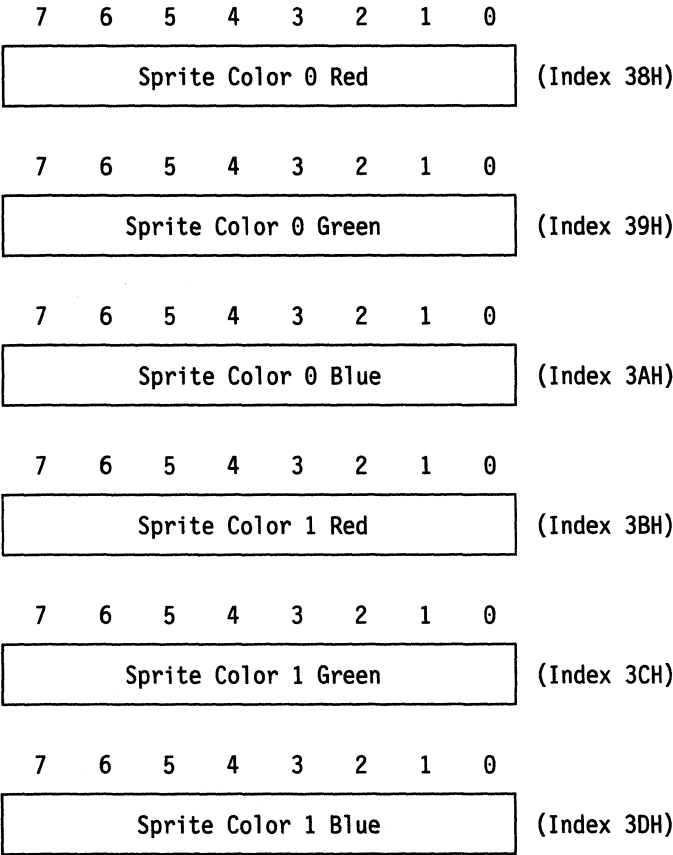 7 6 5 4 3 2 1 0
Sprite Color 0 Red (Index 38H)
7 6 5 4 3 2 1 0
Sprite Color 0 Green (Index 39H)
7 6 5 4 3 2 1 0
Sprite Color 0 Blue (Index 3AH)
7 6 5 4 3 2 1 0
Sprite Color 1 Red (Index 3BH)
7 6 5 4 3 2 1 0
Sprite Color 1 Green (Index 3CH)
7 6 5 4 3 2 1 0
Sprite Color 1 Blue (Index 3DH)